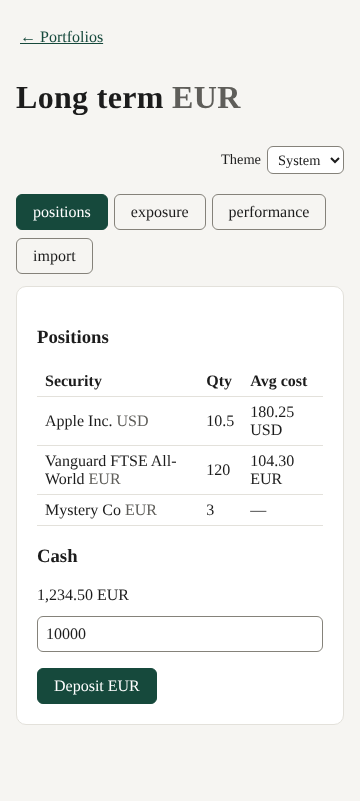 ← Portfolios
Long term EUR
Theme System
positions exposure performance
import
Positions
Security Qty Avg cost
Apple Inc. USD 10.5 180.25 USD
Vanguard FTSE All-World EUR 120 104.30 EUR
Mystery Co EUR 3 —
Cash
1,234.50 EUR
10000
Deposit EUR